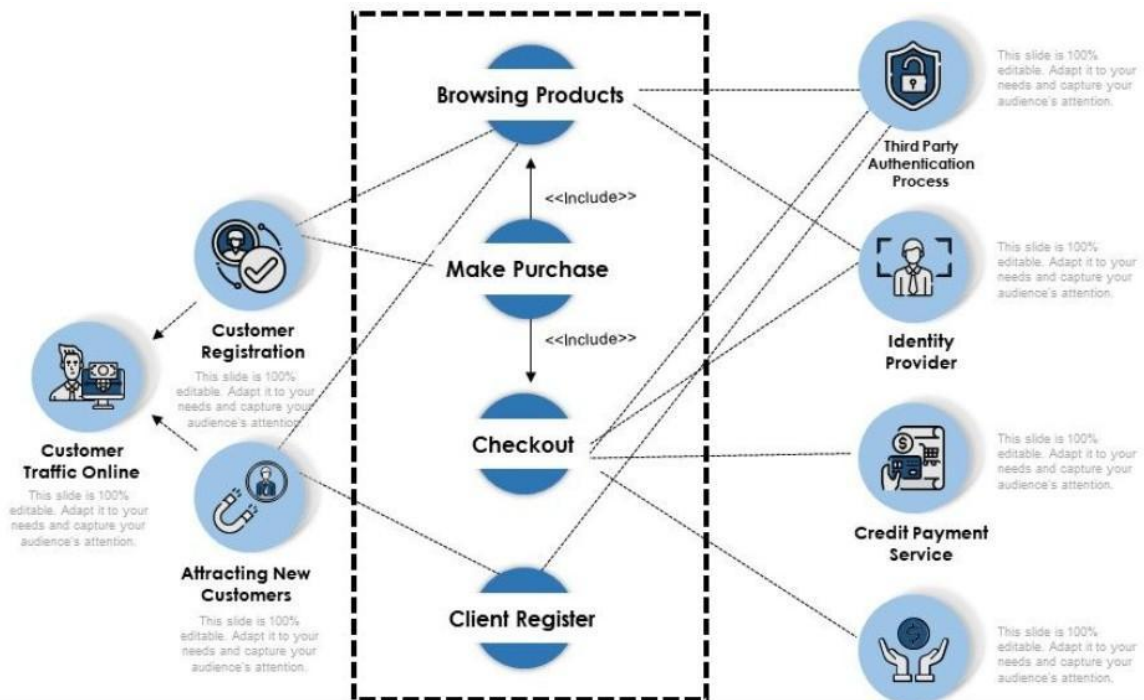 Browsing Products
<<Include>>
Make Purchase
<<Include>>
Checkout
Client Register
Customer
Registration
This slide is 100%
editable. Adapt it to your
needs and capture your
audience's attention.
Customer
Traffic Online
This slide is 100%
editable. Adapt it to your
needs and capture your
audience's attention.
Attracting New
Customers
This slide is 100%
editable. Adapt it to your
needs and capture your
audience's attention.
Third Party
Authentication
Process
This slide is 100%
editable. Adapt it to your
needs and capture your
audience's attention.
Identity
Provider
This slide is 100%
editable. Adapt it to your
needs and capture your
audience's attention.
Credit Payment
Service
This slide is 100%
editable. Adapt it to your
needs and capture your
audience's attention.
This slide is 100%
editable. Adapt it to your
needs and capture your
audience's attention.